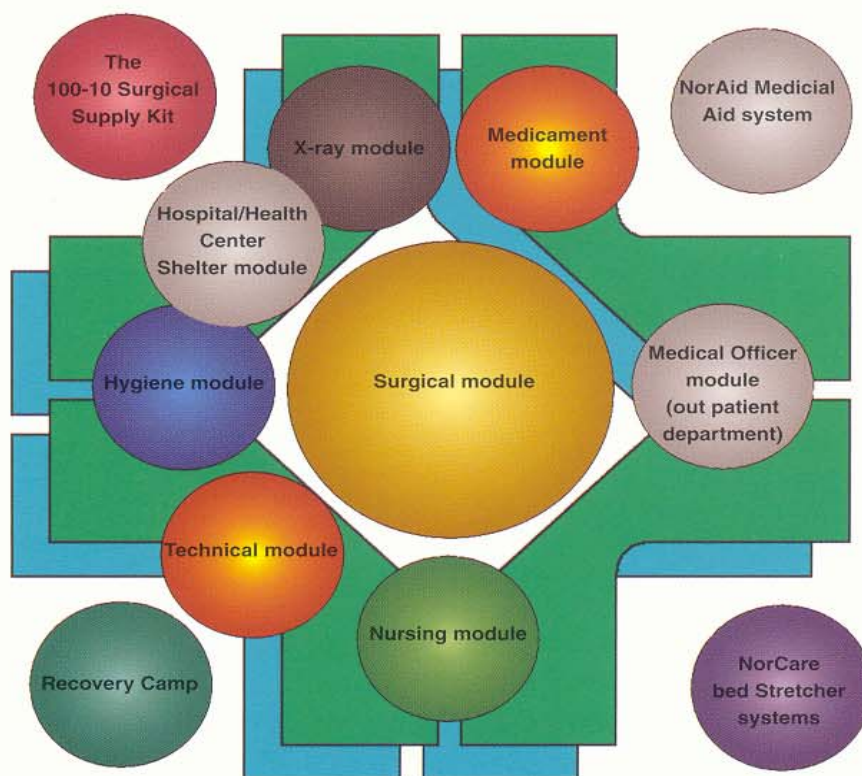 The
100-10 Surgical
Supply Kit
X-ray module
Medicament
module
NorAid Medicial
Aid system
Hospital/Health
Center
Shelter module
Hygiene module
Surgical module
Medical Officer
module
(out patient
department)
Technical module
Nursing module
Recovery Camp
NorCare
bed Stretcher
systems